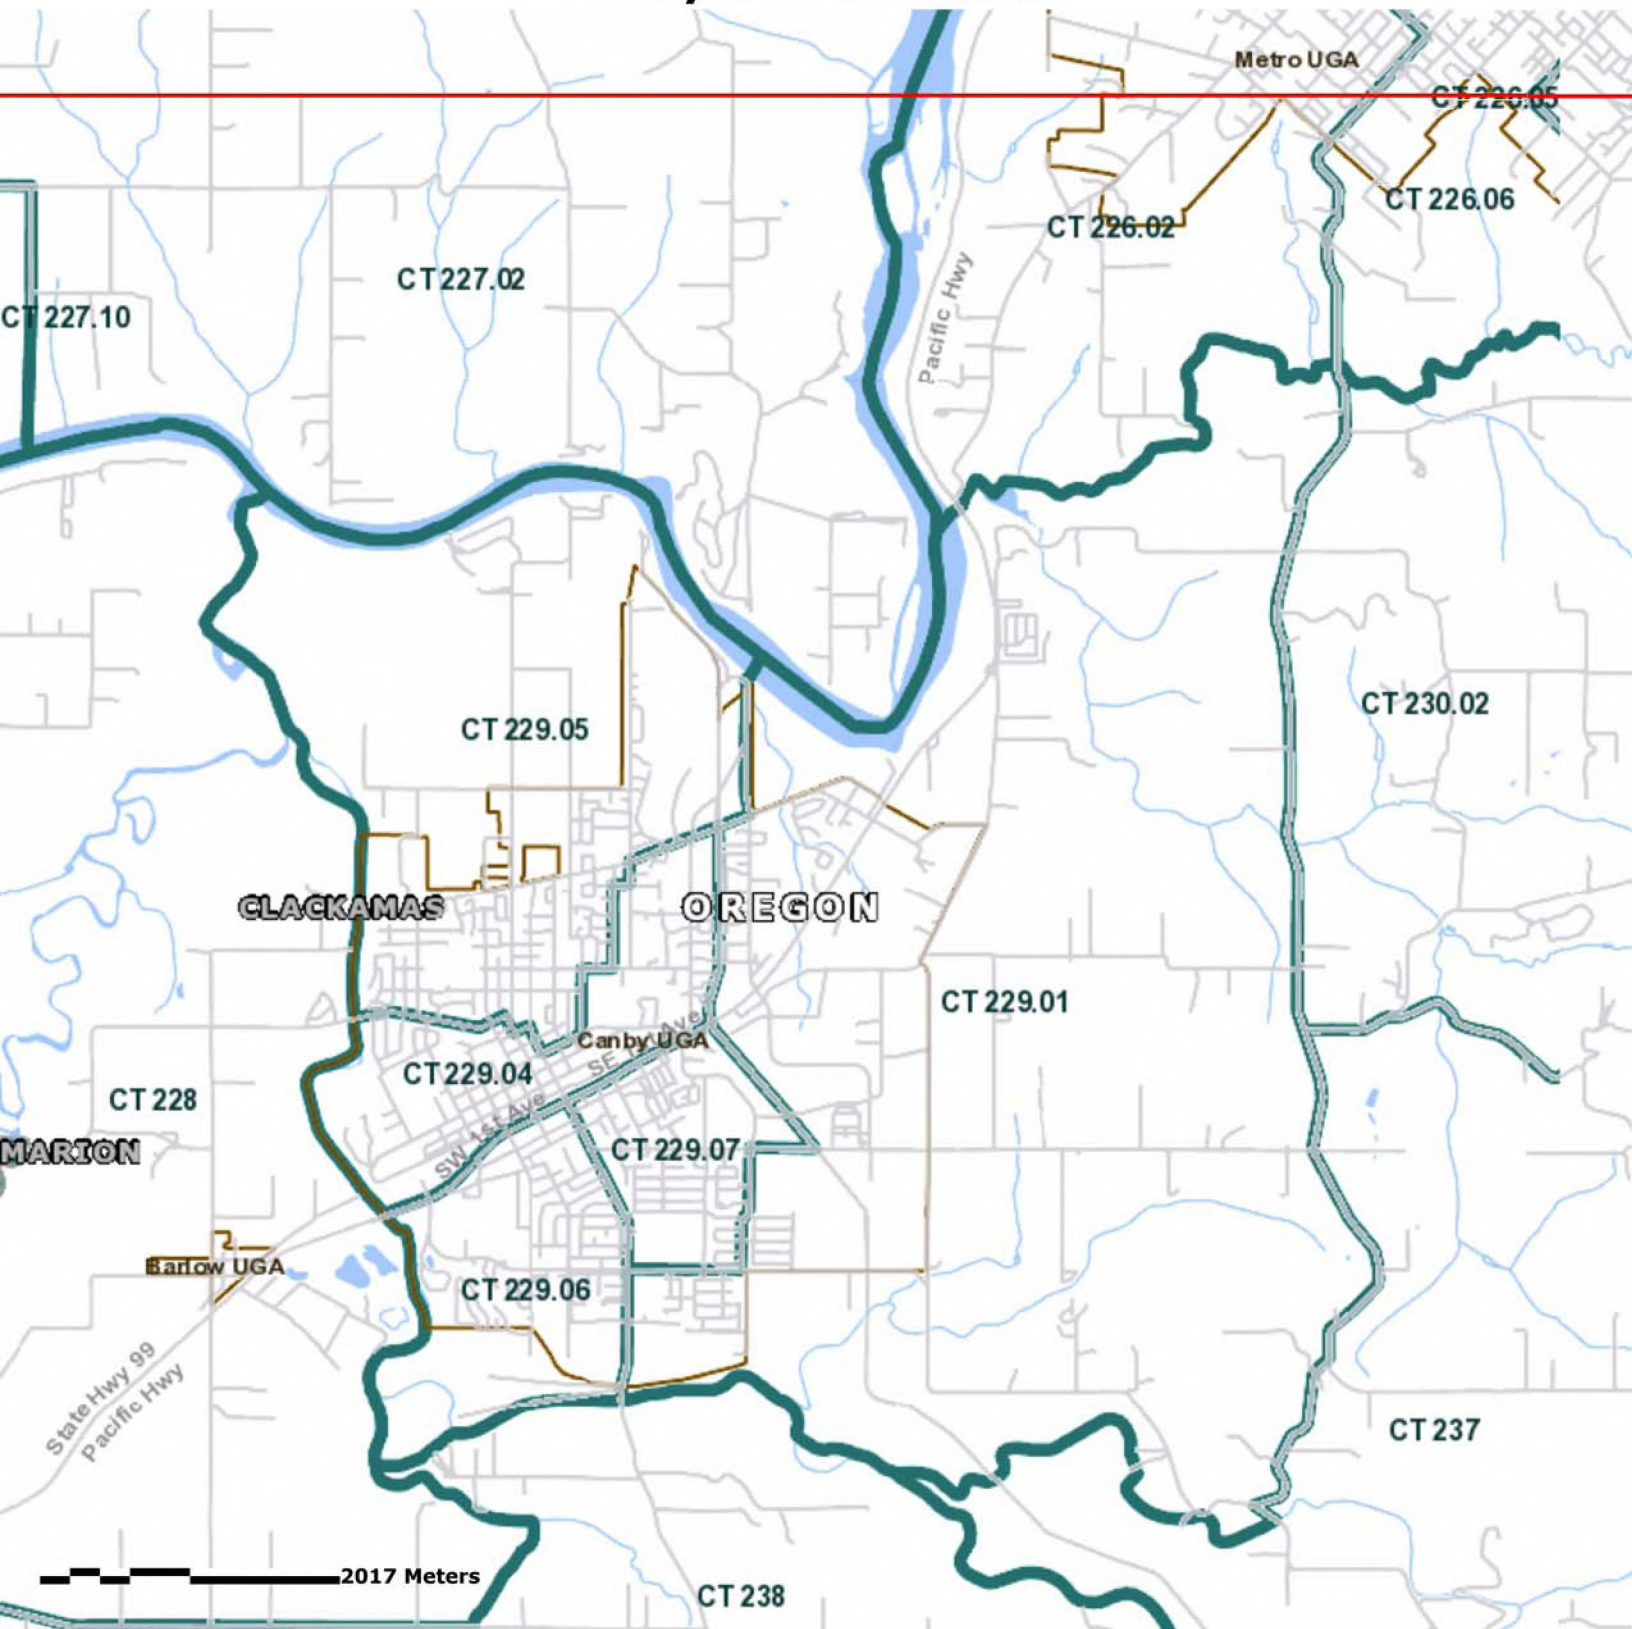 Metro UGA
CT 226.05
CT 226.06
CT 226.02
CT 227.02
CT 227.10
Pacific Hwy
CT 230.02
CT 229.05
CLACKAMAS
OREGON
CT 229.01
Canby UGA
SE 1st Ave
CT 229.04
CT 228
SW 1st Ave
CT 229.07
MARION
Barlow UGA
CT 229.06
State Hwy 99
Pacific Hwy
CT 237
2017 Meters
CT 238